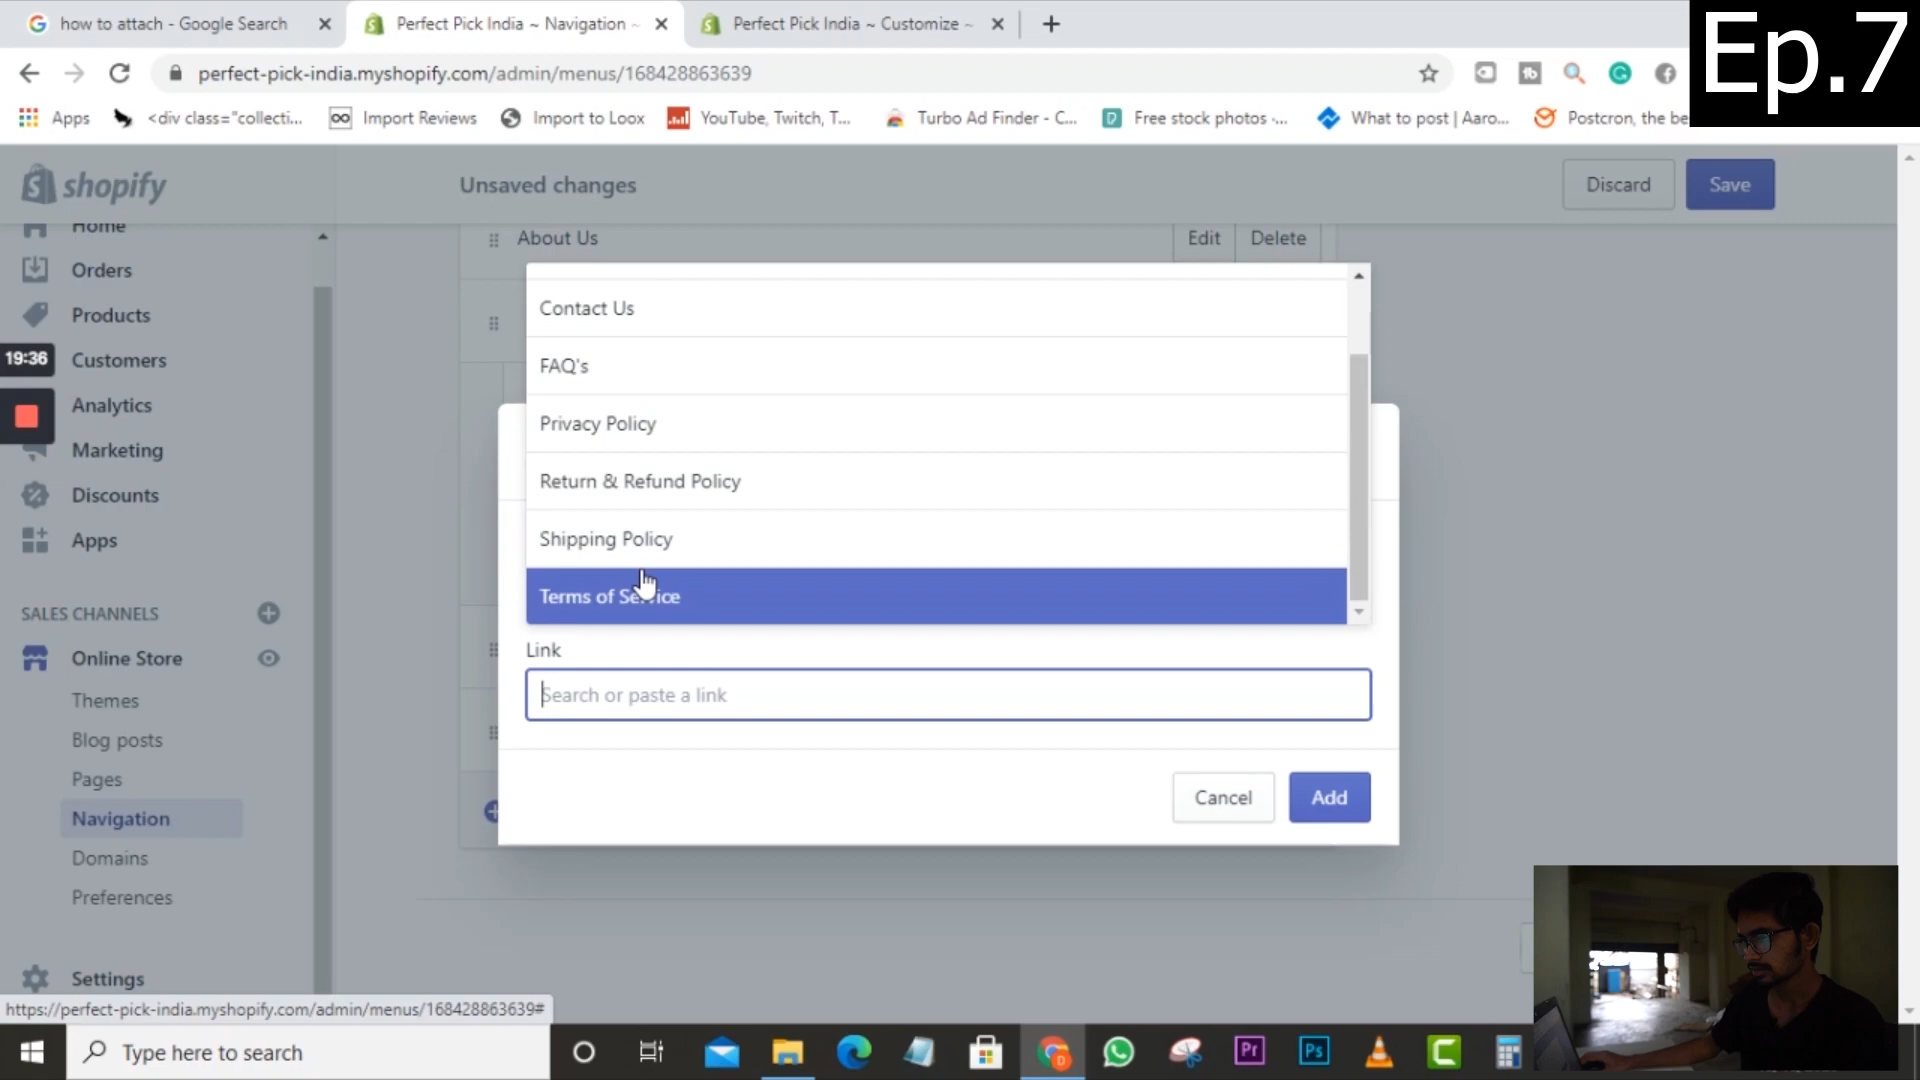 how to attach - Google Search
Perfect Pick India ~ Navigation ~
Perfect Pick India ~ Customize ~
Ep.7
perfect-pick-india.myshopify.com/admin/menus/168428863639
Apps
<div class="collecti...
Import Reviews
Import to Loox
YouTube, Twitch, T...
Turbo Ad Finder - C...
Free stock photos -...
What to post | Aaro...
Postcron, the be
shopify
Unsaved changes
Discard
Save
Home
About Us
Edit
Delete
Orders
Products
19:36
Customers
Analytics
Marketing
Discounts
Apps
Contact Us
FAQ's
Privacy Policy
Return & Refund Policy
Shipping Policy
Terms of Service
SALES CHANNELS
Online Store
Themes
Blog posts
Pages
Navigation
Domains
Preferences
Settings
Link
Search or paste a link
Cancel
Add
https://perfect-pick-india.myshopify.com/admin/menus/168428863639#
Type here to search
Pr
Ps